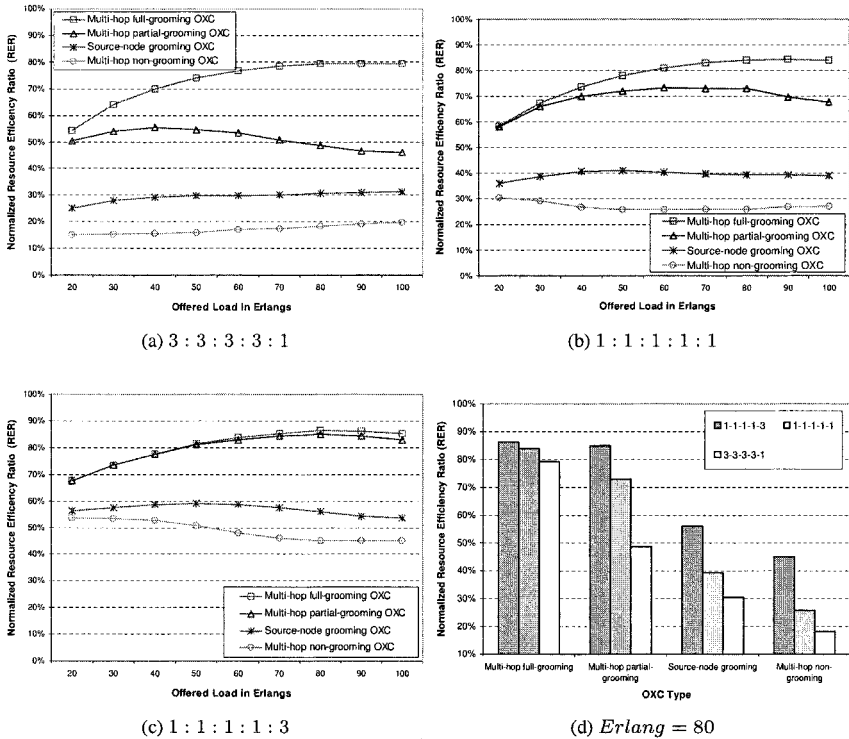 Normalized Resource Efficency Ratio (RER)
100%
90%
80%
70%
60%
50%
40%
30%
20%
10%
0%
Multi-hop full-grooming OXC
Multi-hop partial-grooming OXC
Source-node grooming OXC
Multi-hop non-grooming OXC
20 30 40 50 60 70 80 90 100
Offered Load in Erlangs
(a) 3 : 3 : 3 : 3 : 1
Normalized Resource Efficency Ratio (RER)
100%
90%
80%
70%
60%
50%
40%
30%
20%
10%
0%
Multi-hop full-grooming OXC
Multi-hop partial-grooming OXC
Source-node grooming OXC
Multi-hop non-grooming OXC
20 30 40 50 60 70 80 90 100
Offered Load in Erlangs
(b) 1 : 1 : 1 : 1 : 1
Normalized Resource Efficency Ratio (RER)
100%
90%
80%
70%
60%
50%
40%
30%
20%
10%
0%
Multi-hop full-grooming OXC
Multi-hop partial-grooming OXC
Source-node grooming OXC
Multi-hop non-grooming OXC
20 30 40 50 60 70 80 90 100
Offered Load in Erlangs
(c) 1 : 1 : 1 : 1 : 3
Normalized Resource Efficency Ratio (RER)
100%
90%
80%
70%
60%
50%
40%
30%
20%
10%
1-1-1-1-3 1-1-1-1-1
3-3-3-3-1
Multi-hop full-grooming Multi-hop partial-grooming Source-node grooming Multi-hop non-grooming
OXC Type
(d) Erlang = 80